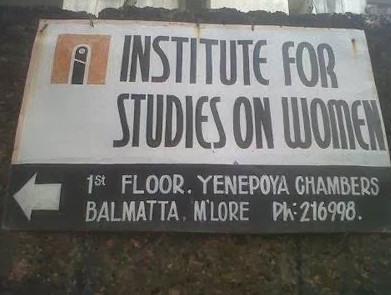 INSTITUTE FOR
STUDIES ON WOMEN
1st FLOOR. YENEPOYA CHAMBERS
BALMATTA, M'LORE Ph: 216998.